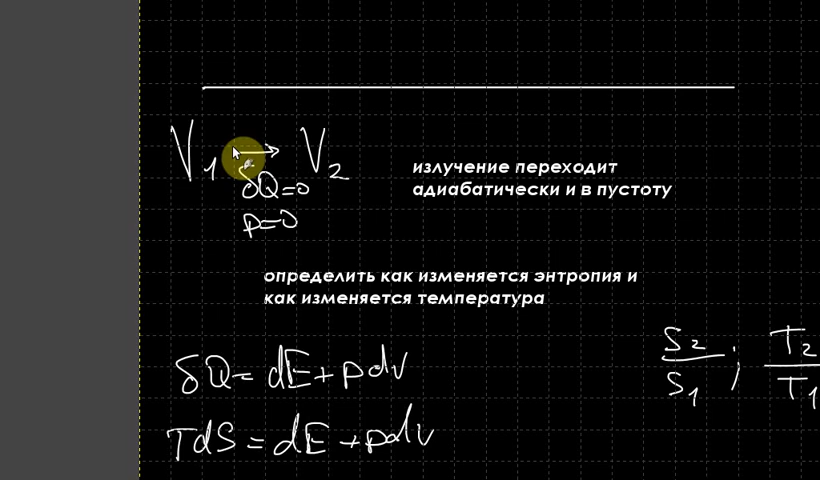 V₁ → V₂
δQ=0
p=0
излучение переходит
адиабатически и в пустоту
определить как изменяется энтропия и
как изменяется температура
S₂/S₁ ; T₂/T₁
δQ = dE + pdv
TdS = dE + pdv